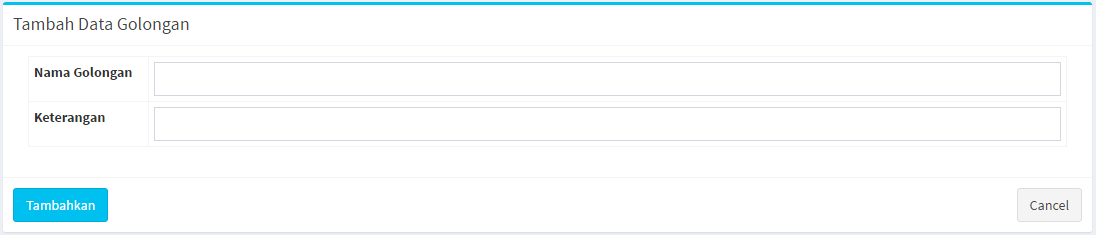 Tambah Data Golongan
Nama Golongan
Keterangan
Tambahkan
Cancel